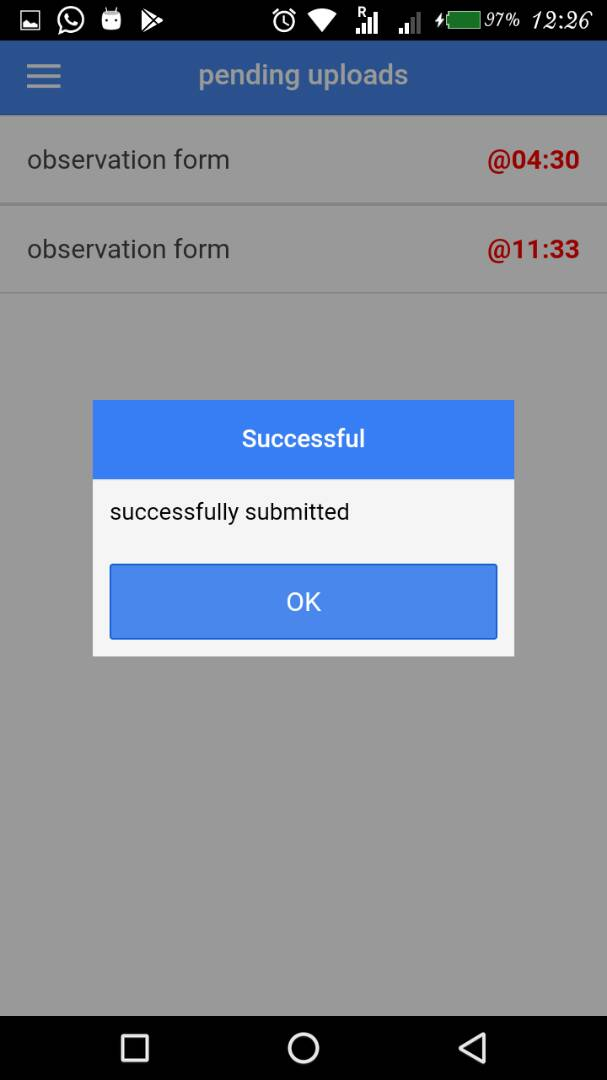 R 97% 12:26
pending uploads
observation form @04:30
observation form @11:33
Successful
successfully submitted
OK